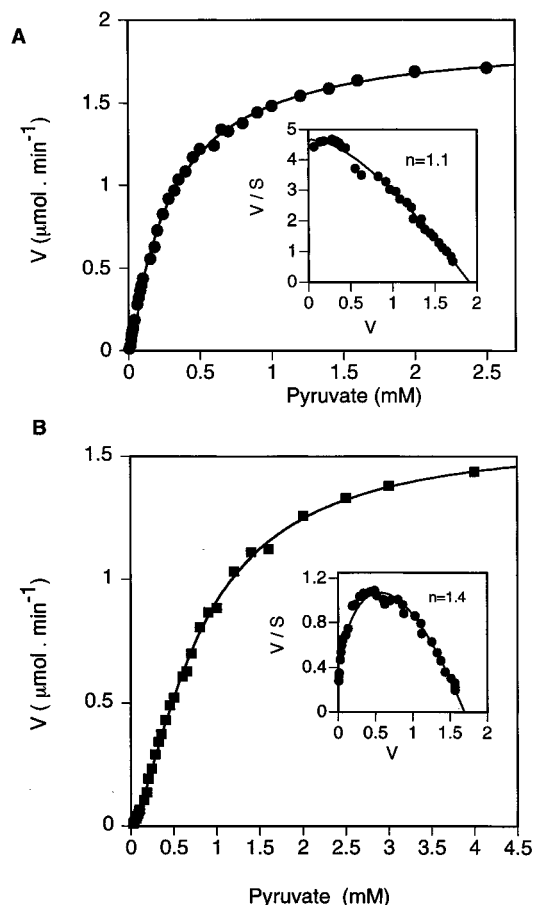 A
2
1.5
1
0.5
0
V (μmol . min-1)
0 0.5 1 1.5 2 2.5
Pyruvate (mM)
5
4
3
2
1
0
V / S
n=1.1
0 0.5 1 1.5 2
V
B
1.5
1
0.5
0
V ( μmol . min-1)
0 0.5 1 1.5 2 2.5 3 3.5 4 4.5
Pyruvate (mM)
1.2
0.8
0.4
0
V / S
n=1.4
0 0.5 1 1.5 2
V